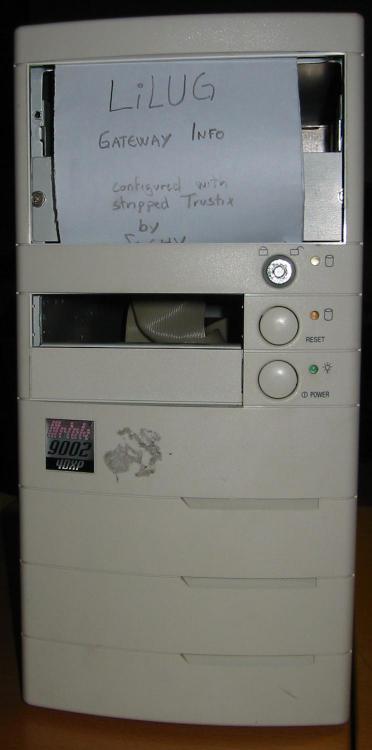 LiLUG
GATEWAY INFO
configured with
stripped Trustix
by
RESET
POWER
9002
40XP